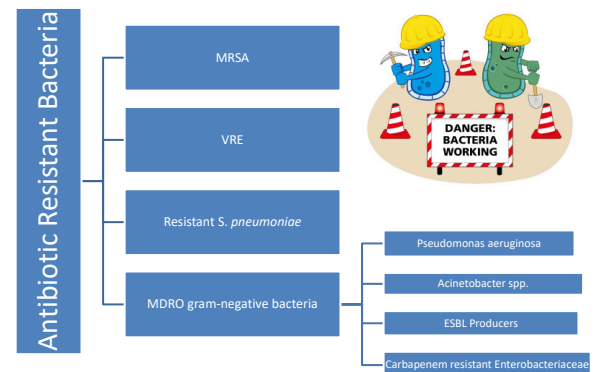 Antibiotic Resistant Bacteria
MRSA
VRE
Resistant S. pneumoniae
MDRO gram-negative bacteria
Pseudomonas aeruginosa
Acinetobacter spp.
ESBL Producers
Carbapenem resistant Enterobacteriaceae
DANGER:
BACTERIA
WORKING